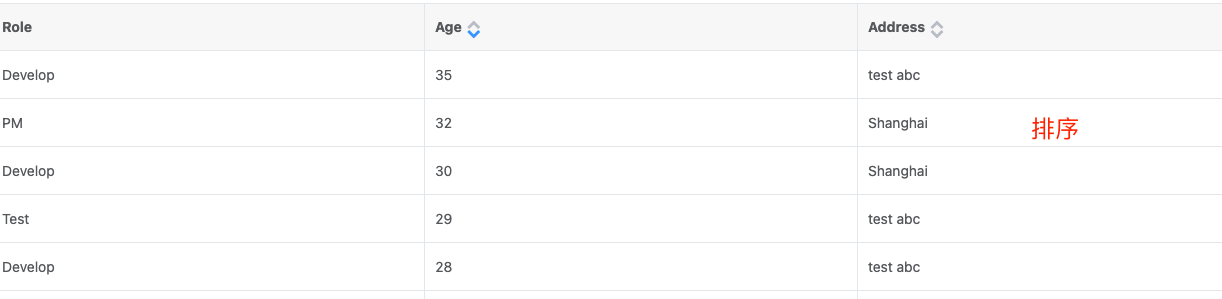 Role Age Address
Develop 35 test abc
PM 32 Shanghai
排序
Develop 30 Shanghai
Test 29 test abc
Develop 28 test abc